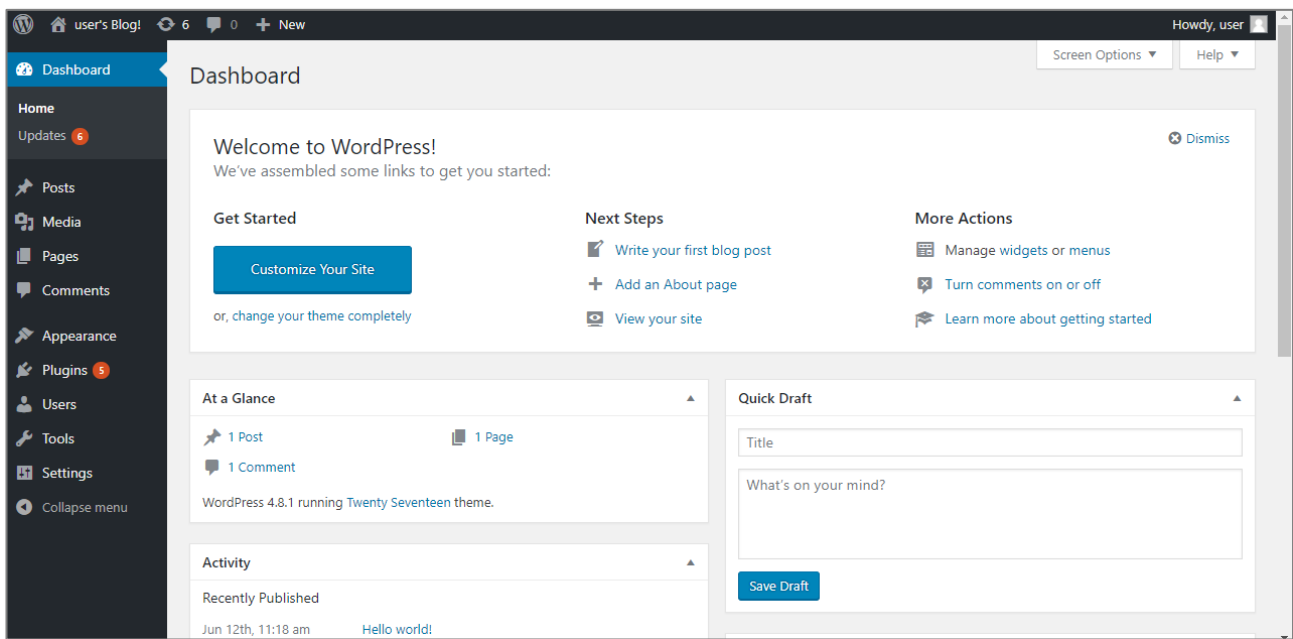 user's Blog! 6 0 New Howdy, user
Dashboard
Home
Updates 6
Posts
Media
Pages
Comments
Appearance
Plugins 5
Users
Tools
Settings
Collapse menu
Screen Options Help
Dashboard
Welcome to WordPress!
We've assembled some links to get you started:
Dismiss
Get Started
Customize Your Site
or, change your theme completely
Next Steps
Write your first blog post
Add an About page
View your site
More Actions
Manage widgets or menus
Turn comments on or off
Learn more about getting started
At a Glance
1 Post 1 Page
1 Comment
WordPress 4.8.1 running Twenty Seventeen theme.
Activity
Recently Published
Jun 12th, 11:18 am Hello world!
Quick Draft
Title
What's on your mind?
Save Draft